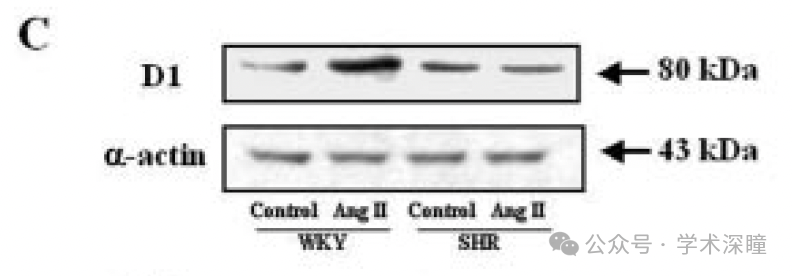 C
D1
80 kDa
α-actin
43 kDa
Control Ang II Control Ang II
WKY SHR
公众号 · 学术深瞳